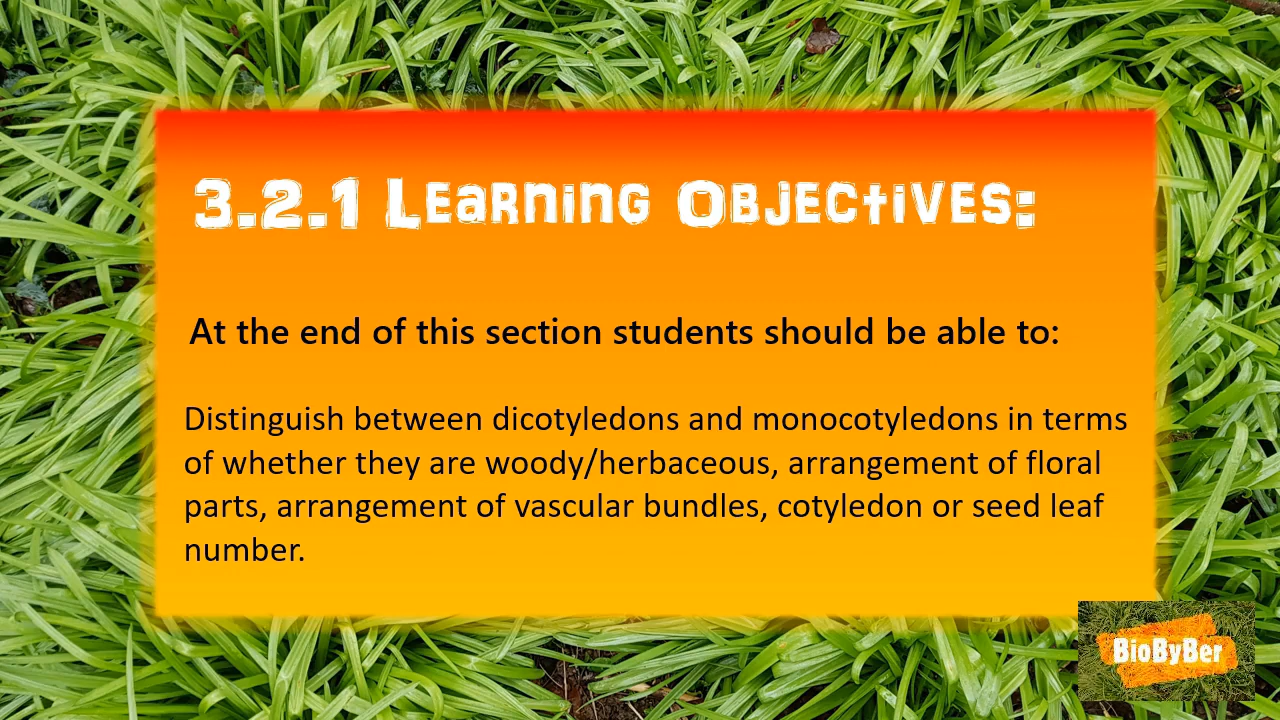 3.2.1 Learning Objectives:
At the end of this section students should be able to:
Distinguish between dicotyledons and monocotyledons in terms
of whether they are woody/herbaceous, arrangement of floral
parts, arrangement of vascular bundles, cotyledon or seed leaf
number.
BioByBer